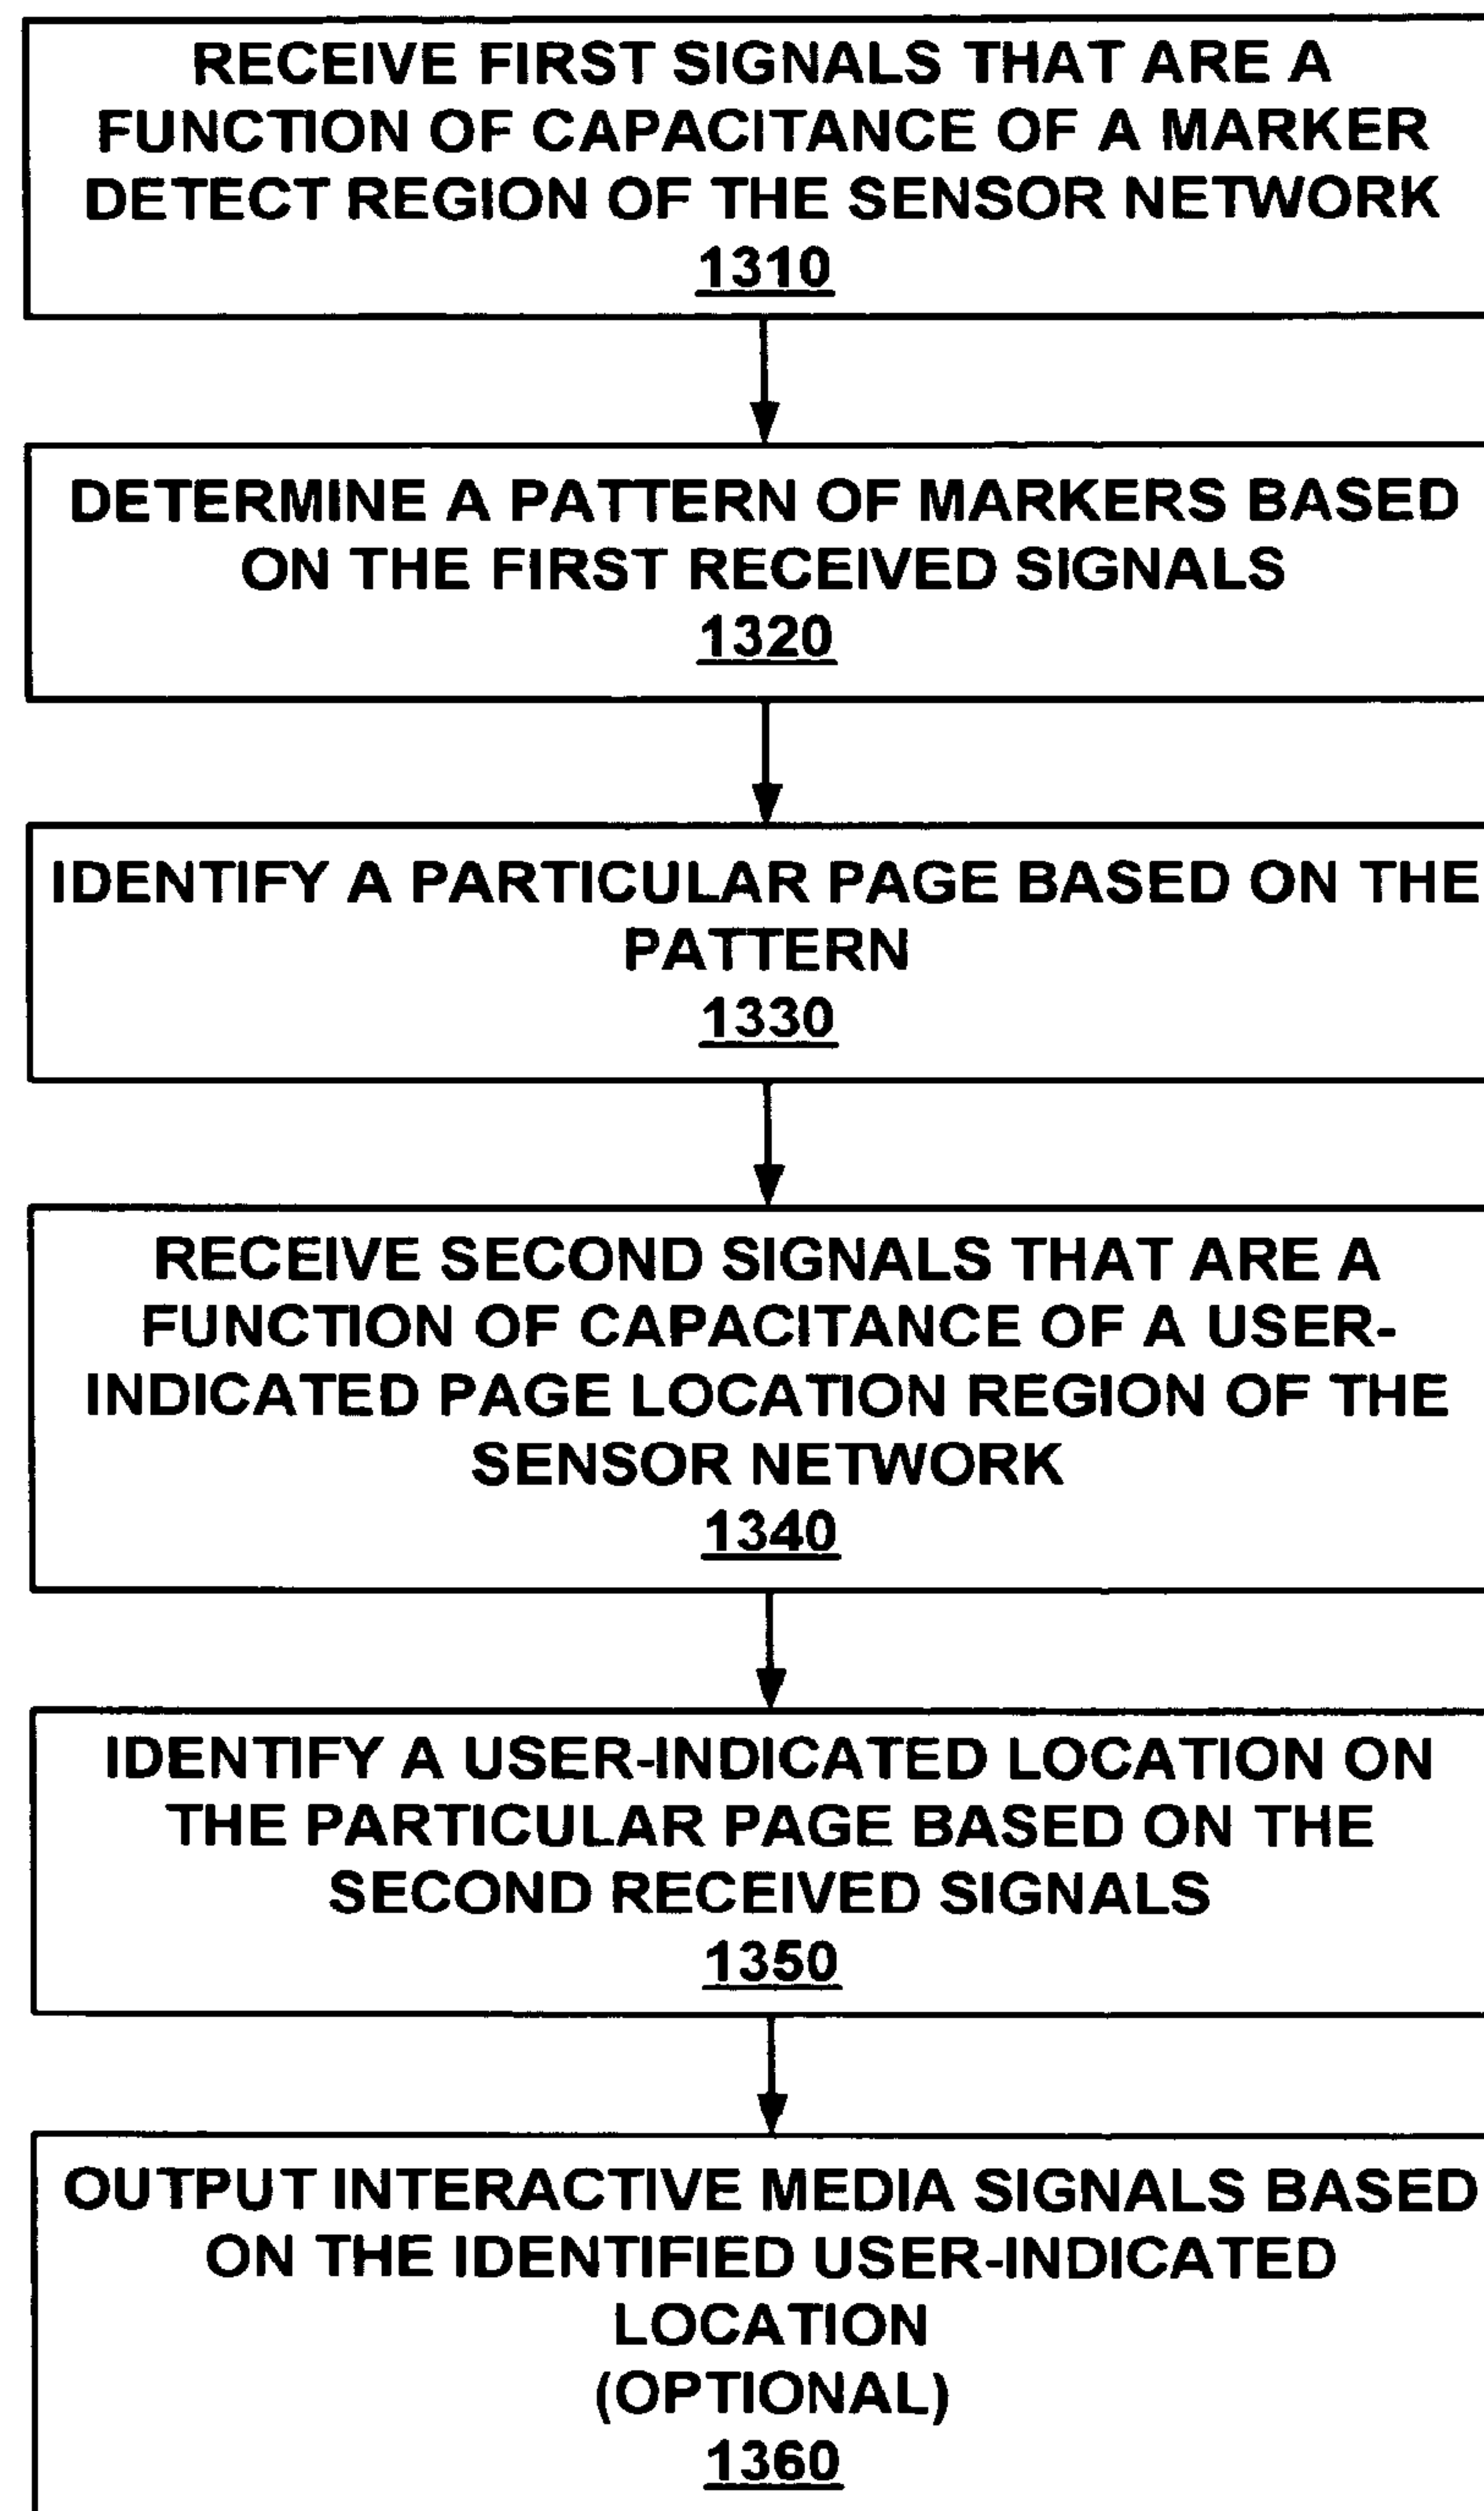 RECEIVE FIRST SIGNALS THAT ARE A
FUNCTION OF CAPACITANCE OF A MARKER
DETECT REGION OF THE SENSOR NETWORK
1310
DETERMINE A PATTERN OF MARKERS BASED
ON THE FIRST RECEIVED SIGNALS
1320
IDENTIFY A PARTICULAR PAGE BASED ON THE
PATTERN
1330
RECEIVE SECOND SIGNALS THAT ARE A
FUNCTION OF CAPACITANCE OF A USER-
INDICATED PAGE LOCATION REGION OF THE
SENSOR NETWORK
1340
IDENTIFY A USER-INDICATED LOCATION ON
THE PARTICULAR PAGE BASED ON THE
SECOND RECEIVED SIGNALS
1350
OUTPUT INTERACTIVE MEDIA SIGNALS BASED
ON THE IDENTIFIED USER-INDICATED
LOCATION
(OPTIONAL)
1360